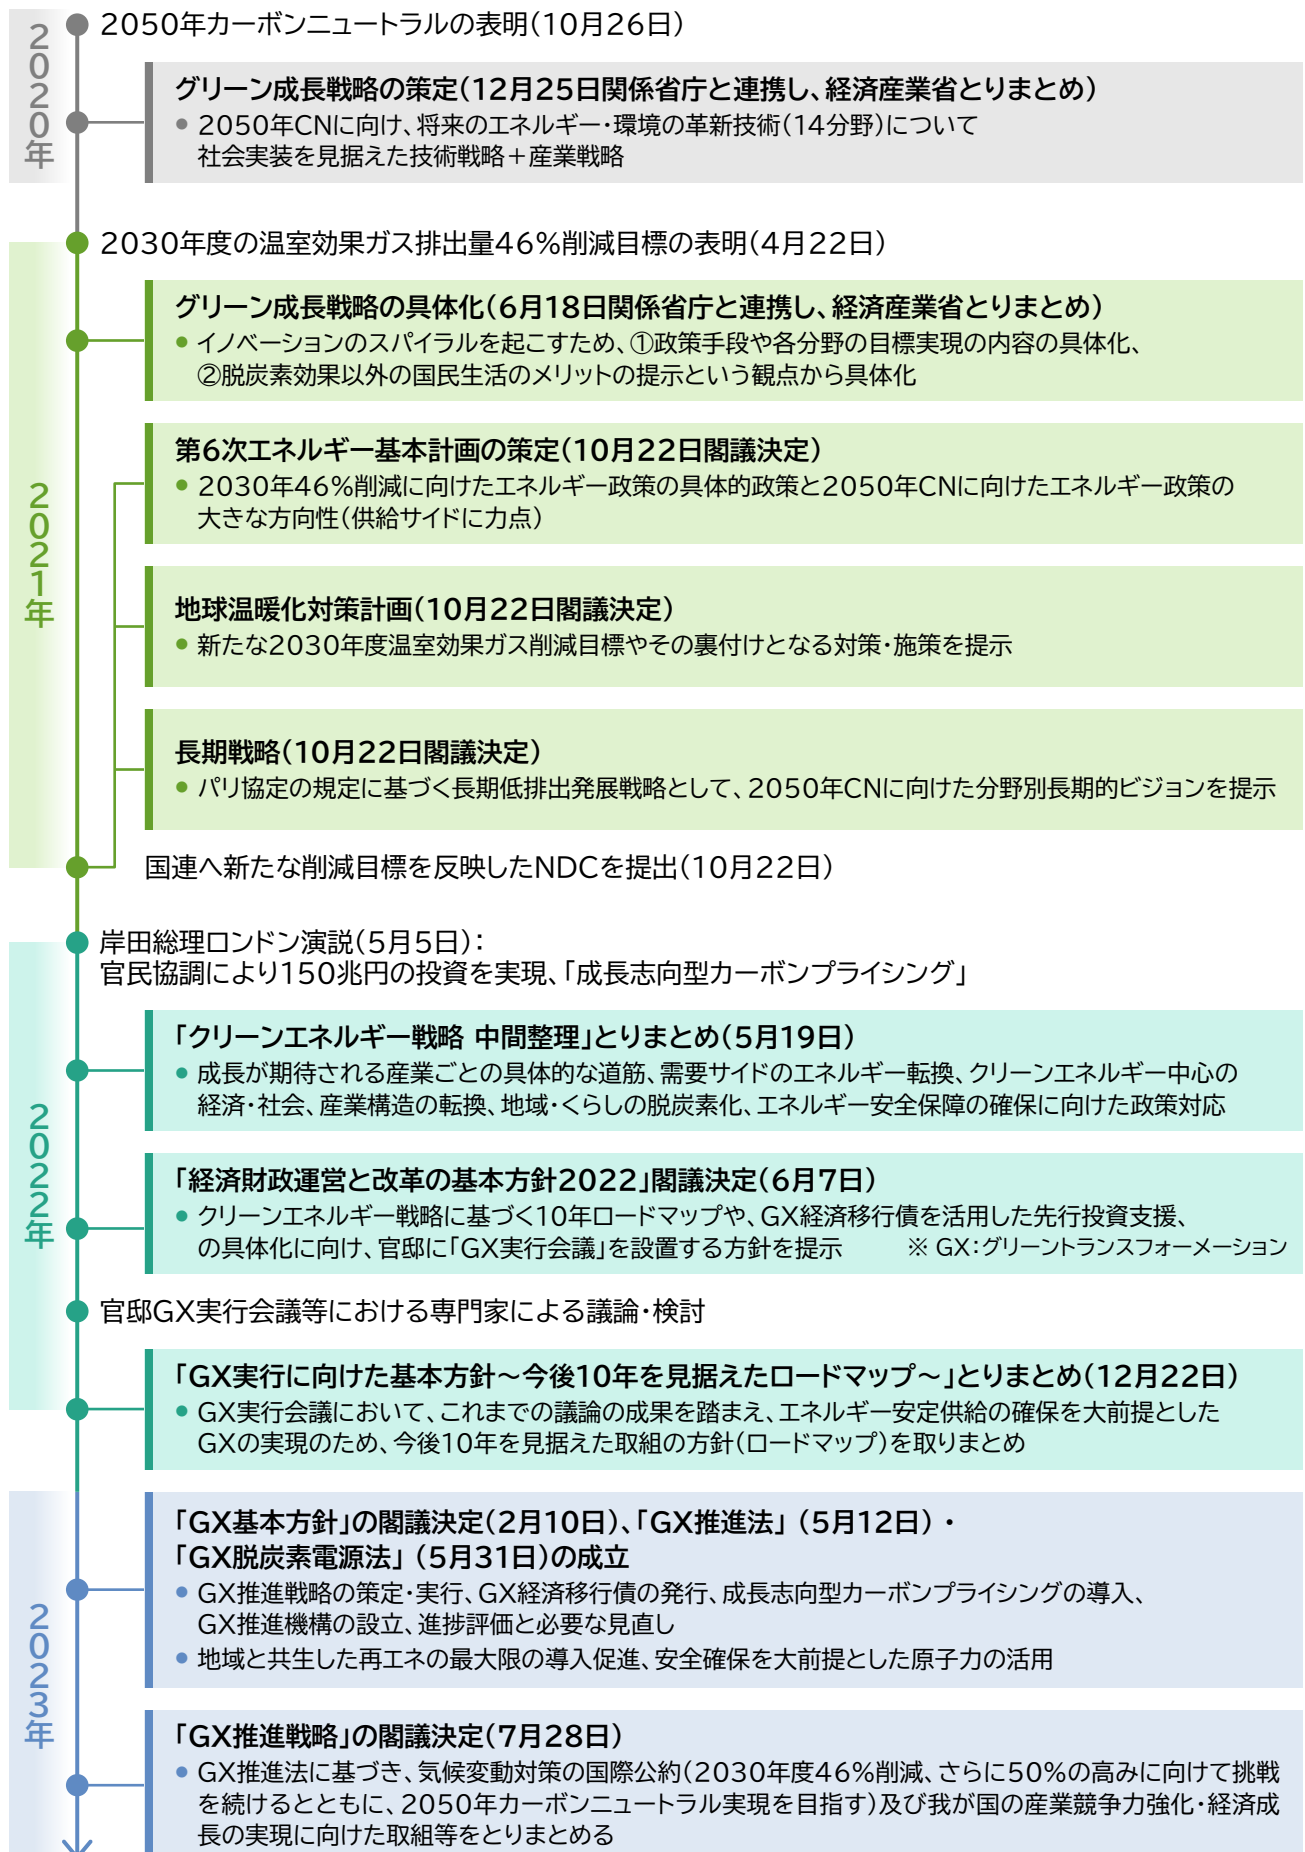 2020年
2050年カーボンニュートラルの表明(10月26日)
グリーン成長戦略の策定(12月25日関係省庁と連携し、経済産業省とりまとめ)
● 2050年CNに向け、将来のエネルギー・環境の革新技術(14分野)について
社会実装を見据えた技術戦略＋産業戦略
2021年
2030年度の温室効果ガス排出量46%削減目標の表明(4月22日)
グリーン成長戦略の具体化(6月18日関係省庁と連携し、経済産業省とりまとめ)
● イノベーションのスパイラルを起こすため、①政策手段や各分野の目標実現の内容の具体化、
②脱炭素効果以外の国民生活のメリットの提示という観点から具体化
第6次エネルギー基本計画の策定(10月22日閣議決定)
● 2030年46%削減に向けたエネルギー政策の具体的政策と2050年CNに向けたエネルギー政策の
大きな方向性(供給サイドに力点)
地球温暖化対策計画(10月22日閣議決定)
● 新たな2030年度温室効果ガス削減目標やその裏付けとなる対策・施策を提示
長期戦略(10月22日閣議決定)
● パリ協定の規定に基づく長期低排出発展戦略として、2050年CNに向けた分野別長期的ビジョンを提示
国連へ新たな削減目標を反映したNDCを提出(10月22日)
2022年
岸田総理ロンドン演説(5月5日):
官民協調により150兆円の投資を実現、「成長志向型カーボンプライシング」
「クリーンエネルギー戦略 中間整理」とりまとめ(5月19日)
● 成長が期待される産業ごとの具体的な道筋、需要サイドのエネルギー転換、クリーンエネルギー中心の
経済・社会、産業構造の転換、地域・くらしの脱炭素化、エネルギー安全保障の確保に向けた政策対応
「経済財政運営と改革の基本方針2022」閣議決定(6月7日)
● クリーンエネルギー戦略に基づく10年ロードマップや、GX経済移行債を活用した先行投資支援、
の具体化に向け、官邸に「GX実行会議」を設置する方針を提示 ※ GX:グリーントランスフォーメーション
官邸GX実行会議等における専門家による議論・検討
「GX実行に向けた基本方針～今後10年を見据えたロードマップ～」とりまとめ(12月22日)
● GX実行会議において、これまでの議論の成果を踏まえ、エネルギー安定供給の確保を大前提とした
GXの実現のため、今後10年を見据えた取組の方針(ロードマップ)を取りまとめ
2023年
「GX基本方針」の閣議決定(2月10日)、「GX推進法」(5月12日)・
「GX脱炭素電源法」(5月31日)の成立
● GX推進戦略の策定・実行、GX経済移行債の発行、成長志向型カーボンプライシングの導入、
GX推進機構の設立、進捗評価と必要な見直し
● 地域と共生した再エネの最大限の導入促進、安全確保を大前提とした原子力の活用
「GX推進戦略」の閣議決定(7月28日)
● GX推進法に基づき、気候変動対策の国際公約(2030年度46%削減、さらに50%の高みに向けて挑戦
を続けるとともに、2050年カーボンニュートラル実現を目指す)及び我が国の産業競争力強化・経済成
長の実現に向けた取組等をとりまとめる